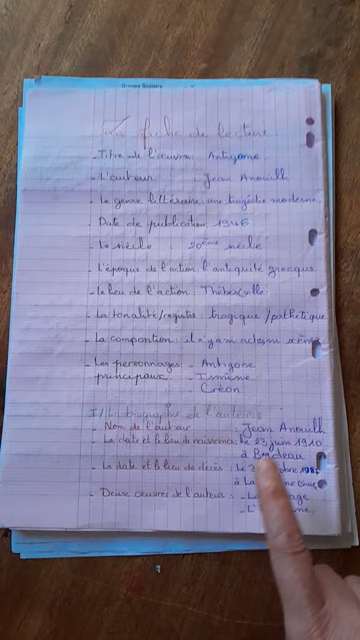 Groupe Scolaire
La fiche de lecture
- Titre de l'œuvre : Antigone.
- L'auteur : Jean Anouilh
- Le genre littéraire : une tragédie moderne.
- Date de publication : 1946
- Le siècle : 20ème siècle
- L'époque de l'action : l'antiquité grecque
- Le lieu de l'action : Thèbes (ville)
- La tonalité/registre : tragique / pathétique
- La compontion : il n'y a ni actes ni scènes
- Les personnages - Antigone
principaux - Ismène
- Créon
I/ La biographie de l'auteur
- Nom de l'auteur : Jean Anouilh
- La date et le lieu de naissance : le 23 juin 1910
à Bordeau
- La date et le lieu de décès : le
à
- Deux œuvres de l'auteur :